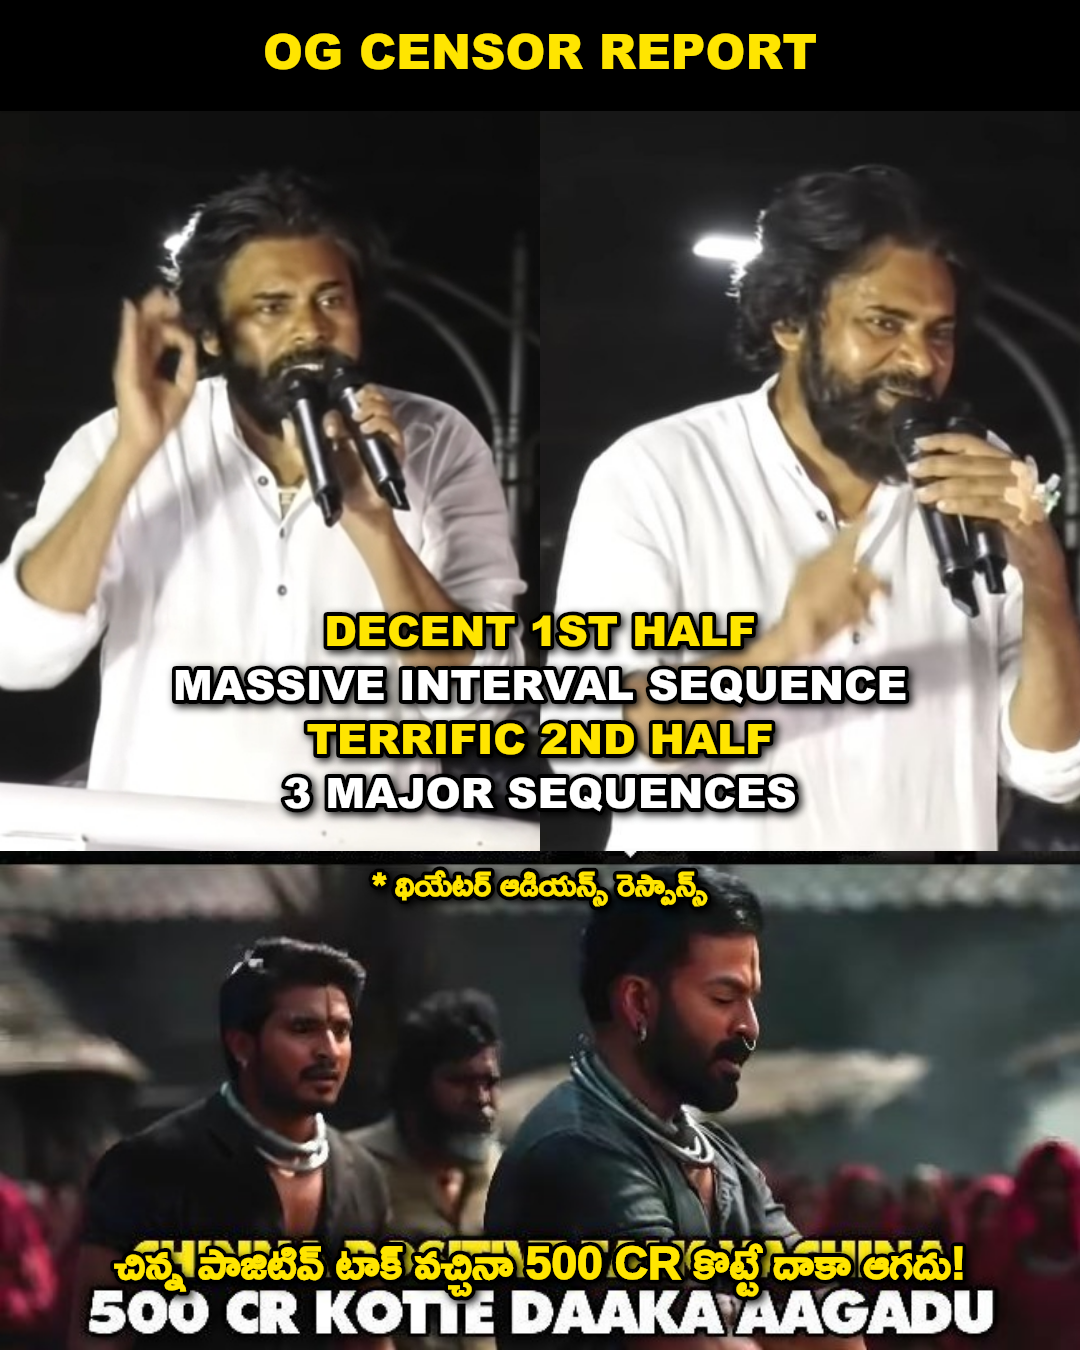 OG CENSOR REPORT
DECENT 1ST HALF
MASSIVE INTERVAL SEQUENCE
TERRIFIC 2ND HALF
3 MAJOR SEQUENCES
* థియేటర్ ఆడియన్స్ రెస్పాన్స్
చిన్న పాజిటివ్ టాక్ వచ్చినా 500 CR కొట్టే దాకా ఆగదు!
500 CR KOTTE DAAKA AAGADU